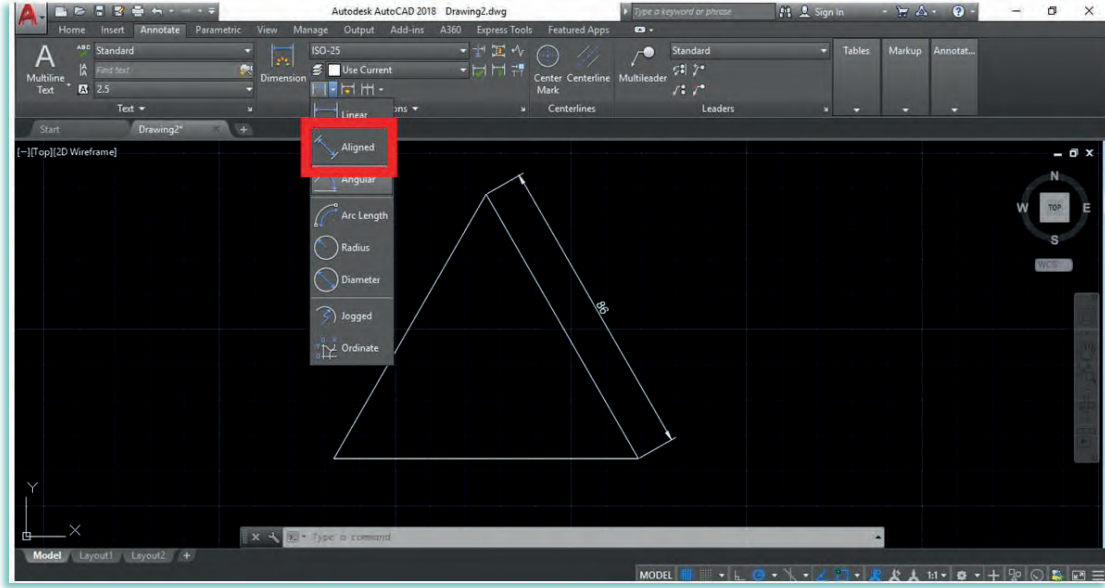 A Autodesk AutoCAD 2018 Drawing2.dwg Type a keyword or phrase Sign In
Home Insert Annotate Parametric View Manage Output Add-ins A360 Express Tools Featured Apps
A
Multiline
Text
ABC Standard
Find text
2.5
Dimension
ISO-25
Use Current
Center
Mark
Centerline
Multileader
Standard
Tables Markup Annotat...
Text
ons
Centerlines
Leaders
Start Drawing2*
[−][Top][2D Wireframe]
Linear
Aligned
Angular
Arc Length
Radius
Diameter
Jogged
Ordinate
86
N
W TOP E
S
WCS
Y
X
Type a command
Model Layout1 Layout2 +
MODEL 1:1